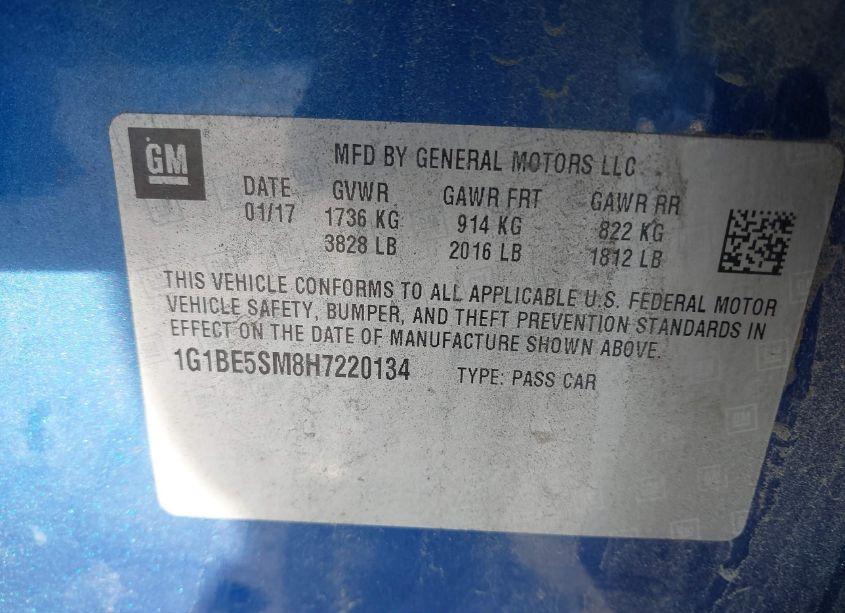 GM
MFD BY GENERAL MOTORS LLC
DATE GVWR GAWR FRT GAWR RR
01/17 1736 KG 914 KG 822 KG
3828 LB 2016 LB 1812 LB
THIS VEHICLE CONFORMS TO ALL APPLICABLE U.S. FEDERAL MOTOR
VEHICLE SAFETY, BUMPER, AND THEFT PREVENTION STANDARDS IN
EFFECT ON THE DATE OF MANUFACTURE SHOWN ABOVE.
1G1BE5SM8H7220134 TYPE: PASS CAR